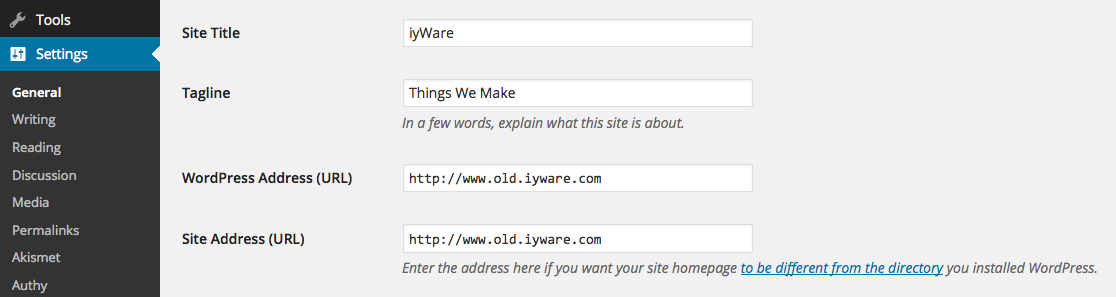 Tools
Settings
General
Writing
Reading
Discussion
Media
Permalinks
Akismet
Authy
Site Title
iyWare
Tagline
Things We Make
In a few words, explain what this site is about.
WordPress Address (URL)
http://www.old.iyware.com
Site Address (URL)
http://www.old.iyware.com
Enter the address here if you want your site homepage to be different from the directory you installed WordPress.